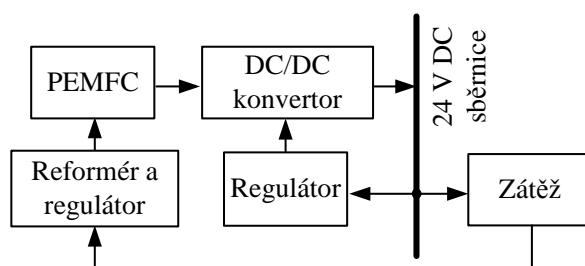 PEMFC
DC/DC
konvertor
24 V DC
sběrnice
Reformér a
regulátor
Regulátor
Zátěž